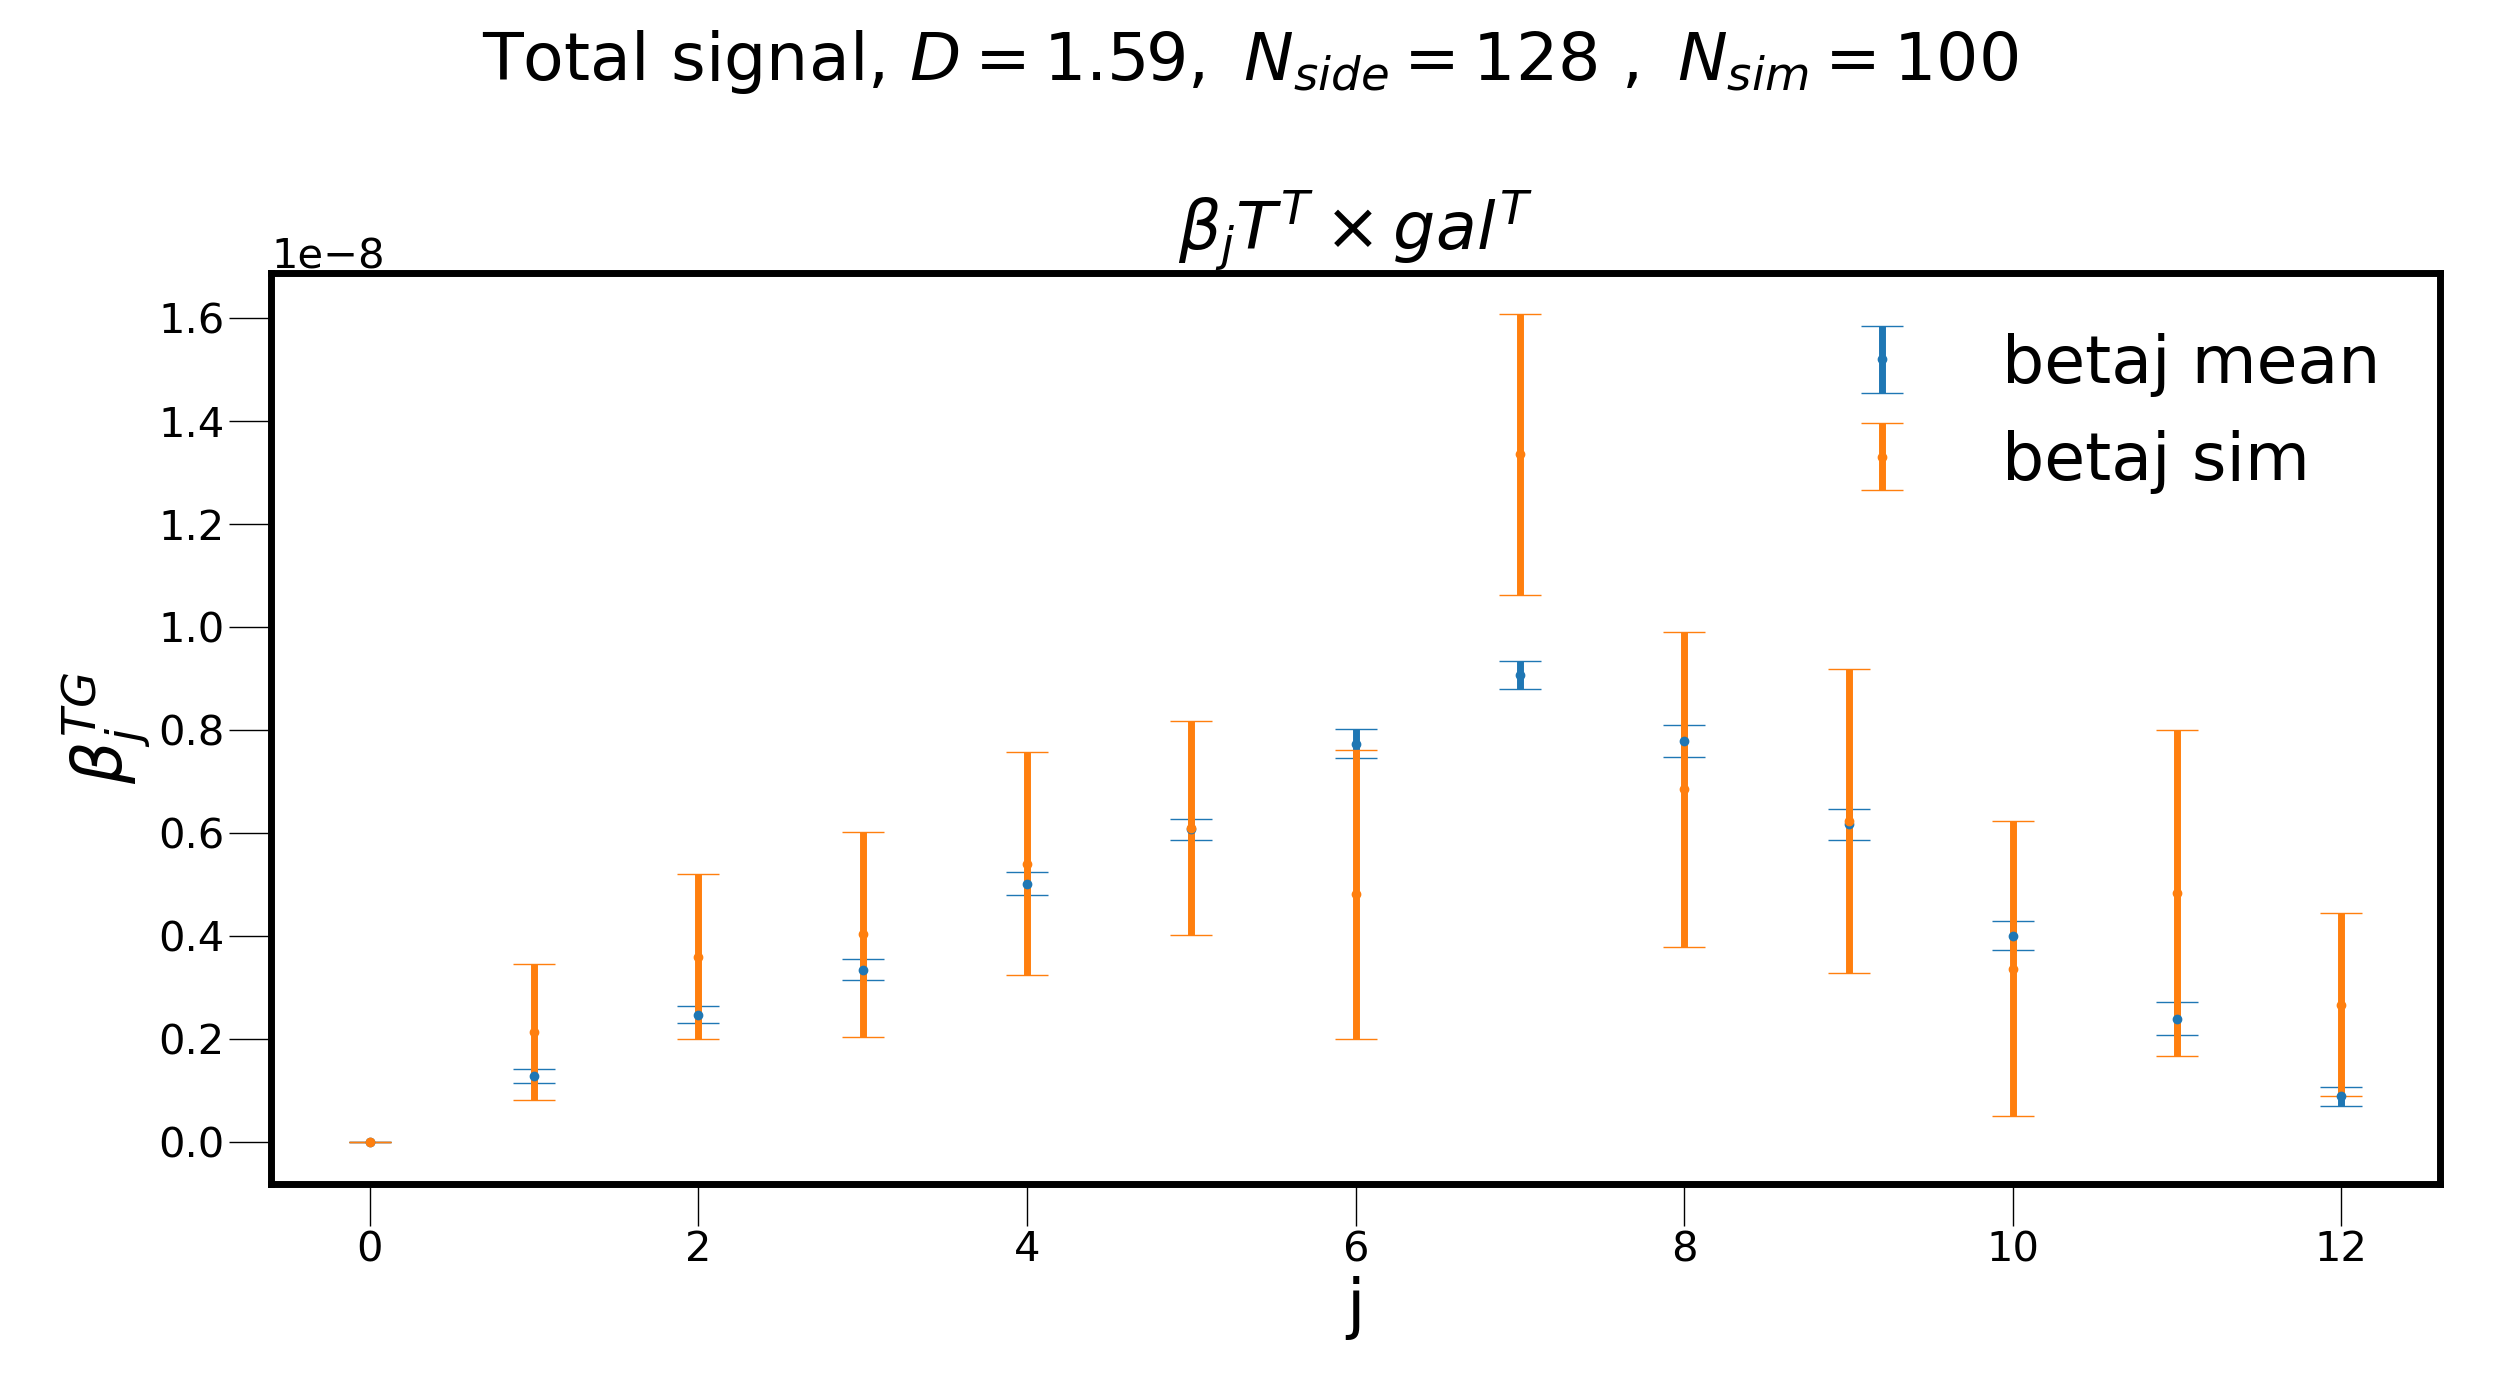 Total signal, D = 1.59, N_side = 128 , N_sim = 100
β_j T^T × gal^T
1e−8
1.6
1.4
1.2
1.0
0.8
0.6
0.4
0.2
0.0
β_j^TG
betaj mean
betaj sim
0 2 4 6 8 10 12
j